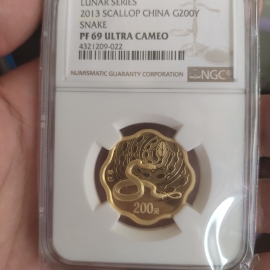 LUNAR SERIES
2013 SCALLOP CHINA G200Y
SNAKE
PF 69 ULTRA CAMEO
4321209-022
NUMISMATIC GUARANTY CORPORATION
NGC
200元